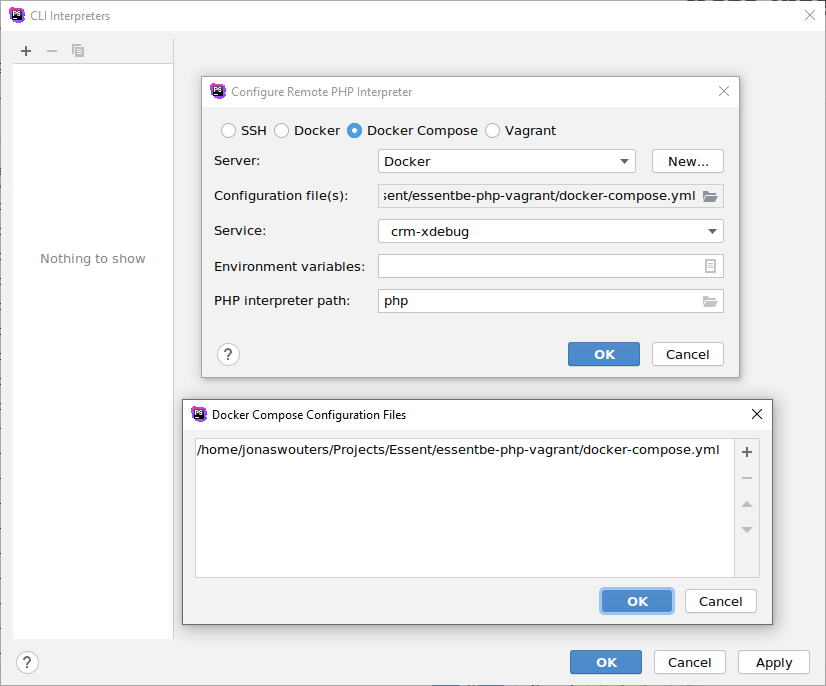 CLI Interpreters
Nothing to show
Configure Remote PHP Interpreter
SSH Docker Docker Compose Vagrant
Server: Docker New...
Configuration file(s): sent/essentbe-php-vagrant/docker-compose.yml
Service: crm-xdebug
Environment variables:
PHP interpreter path: php
? OK Cancel
Docker Compose Configuration Files
/home/jonaswouters/Projects/Essent/essentbe-php-vagrant/docker-compose.yml
OK Cancel
? OK Cancel Apply